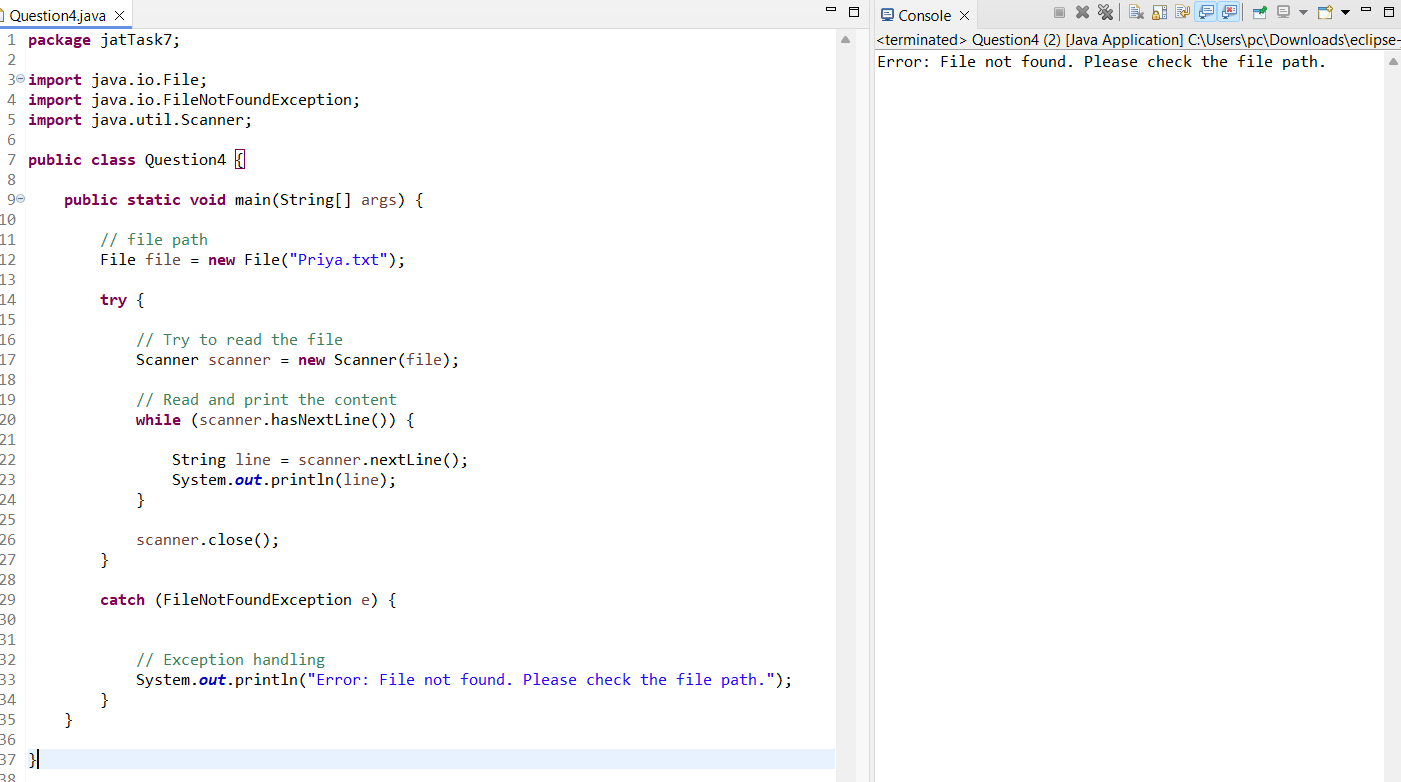 Question4.java
1 package jatTask7;
2
3 import java.io.File;
4 import java.io.FileNotFoundException;
5 import java.util.Scanner;
6
7 public class Question4 {
8
9     public static void main(String[] args) {
10
11         // file path
12         File file = new File("Priya.txt");
13
14         try {
15
16             // Try to read the file
17             Scanner scanner = new Scanner(file);
18
19             // Read and print the content
20             while (scanner.hasNextLine()) {
21
22                 String line = scanner.nextLine();
23                 System.out.println(line);
24             }
25
26             scanner.close();
27         }
28
29         catch (FileNotFoundException e) {
30
31
32             // Exception handling
33             System.out.println("Error: File not found. Please check the file path.");
34         }
35     }
36
37 }
38
Console
<terminated> Question4 (2) [Java Application] C:\Users\pc\Downloads\eclipse-
Error: File not found. Please check the file path.